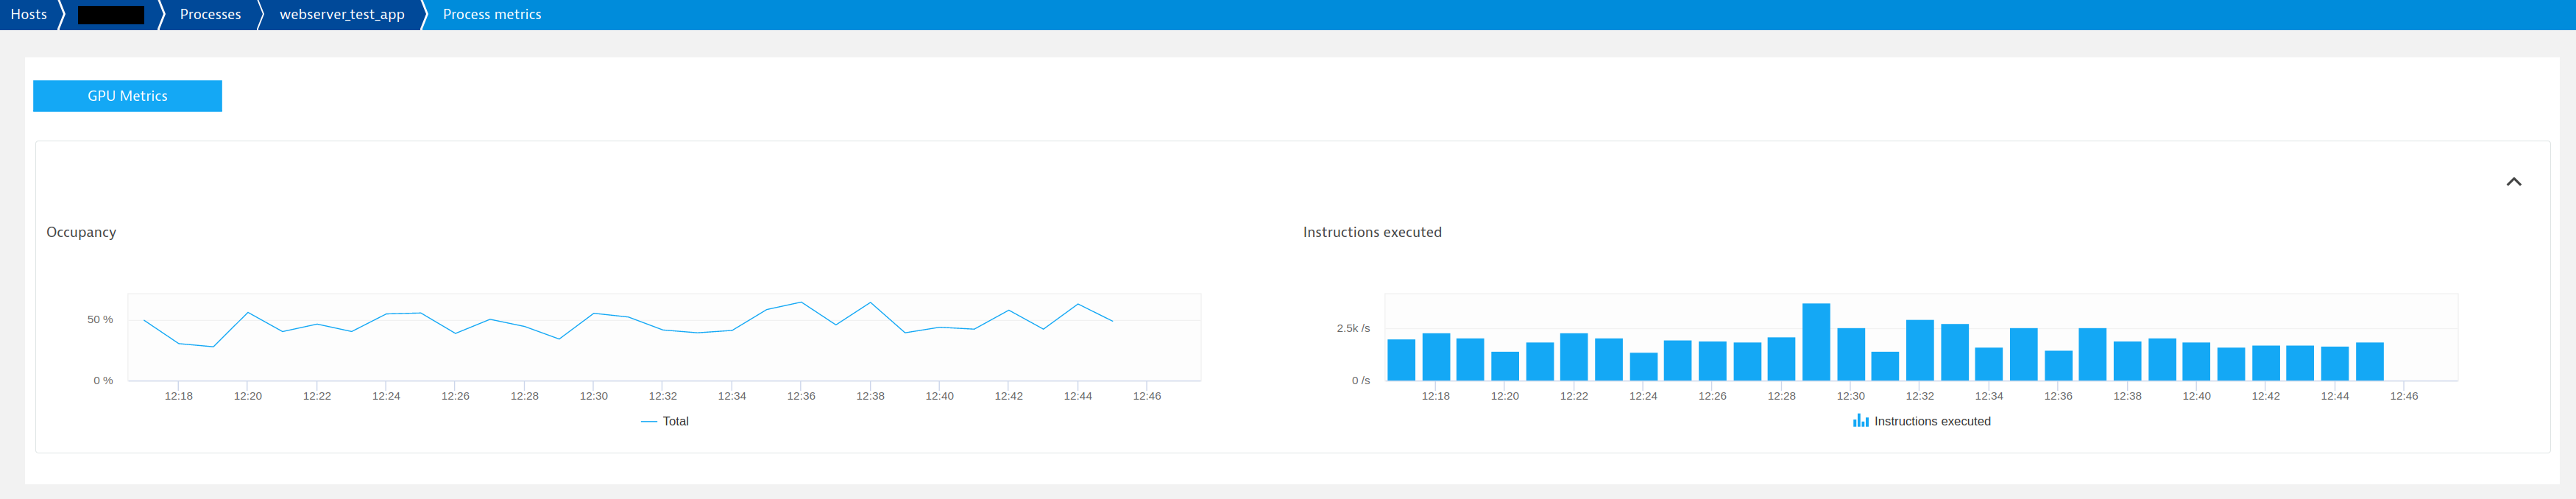 Hosts Processes webserver_test_app Process metrics
GPU Metrics
Occupancy
50 %
0 %
12:18 12:20 12:22 12:24 12:26 12:28 12:30 12:32 12:34 12:36 12:38 12:40 12:42 12:44 12:46
Total
Instructions executed
2.5k /s
0 /s
12:18 12:20 12:22 12:24 12:26 12:28 12:30 12:32 12:34 12:36 12:38 12:40 12:42 12:44 12:46
Instructions executed